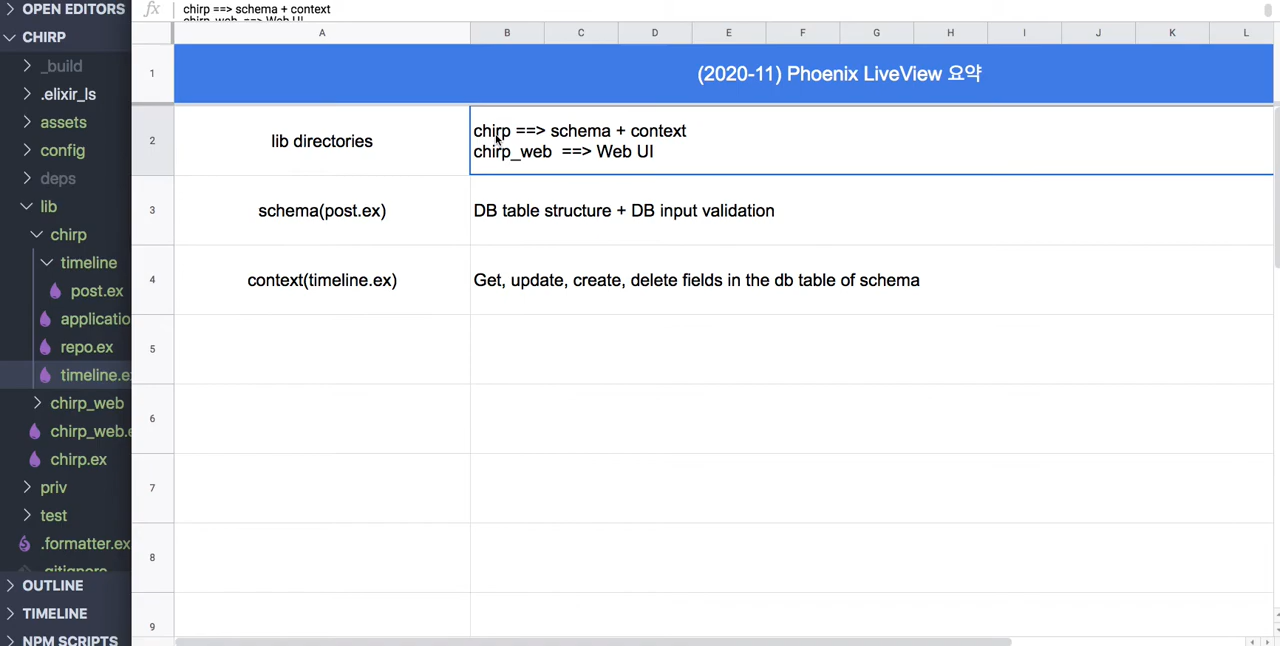 OPEN EDITORS
CHIRP
_build
.elixir_ls
assets
config
deps
lib
chirp
timeline
post.ex
applicatio
repo.ex
timeline.e
chirp_web
chirp_web.e
chirp.ex
priv
test
.formatter.ex
.gitignore
OUTLINE
TIMELINE
NPM SCRIPTS
fx
chirp ==> schema + context
chirp_web ==> Web UI
A B C D E F G H I J K L
1 (2020-11) Phoenix LiveView 요약
2 lib directories
chirp ==> schema + context
chirp_web ==> Web UI
3 schema(post.ex) DB table structure + DB input validation
4 context(timeline.ex) Get, update, create, delete fields in the db table of schema
5
6
7
8
9